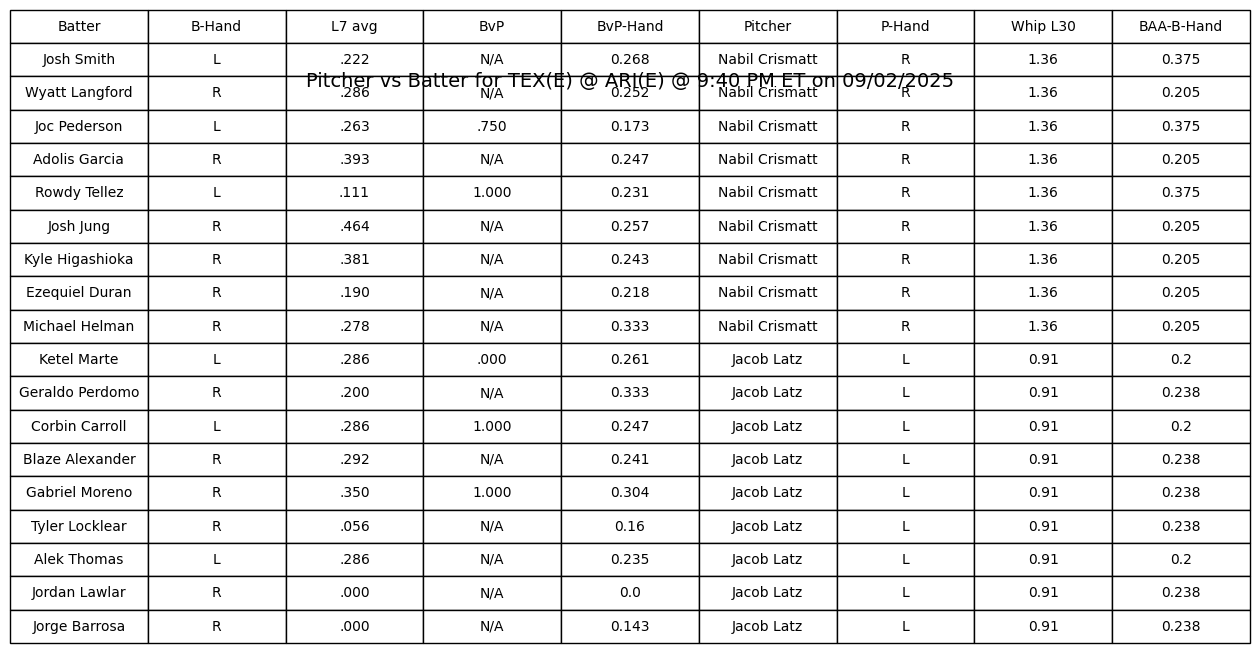 Batter B-Hand L7 avg BvP BvP-Hand Pitcher P-Hand Whip L30 BAA-B-Hand
Josh Smith L .222 N/A 0.268 Nabil Crismatt R 1.36 0.375
Pitcher vs Batter for TEX(E) @ ARI(E) @ 9:40 PM ET on 09/02/2025
Wyatt Langford R .286 N/A 0.252 Nabil Crismatt R 1.36 0.205
Joc Pederson L .263 .750 0.173 Nabil Crismatt R 1.36 0.375
Adolis Garcia R .393 N/A 0.247 Nabil Crismatt R 1.36 0.205
Rowdy Tellez L .111 1.000 0.231 Nabil Crismatt R 1.36 0.375
Josh Jung R .464 N/A 0.257 Nabil Crismatt R 1.36 0.205
Kyle Higashioka R .381 N/A 0.243 Nabil Crismatt R 1.36 0.205
Ezequiel Duran R .190 N/A 0.218 Nabil Crismatt R 1.36 0.205
Michael Helman R .278 N/A 0.333 Nabil Crismatt R 1.36 0.205
Ketel Marte L .286 .000 0.261 Jacob Latz L 0.91 0.2
Geraldo Perdomo R .200 N/A 0.333 Jacob Latz L 0.91 0.238
Corbin Carroll L .286 1.000 0.247 Jacob Latz L 0.91 0.2
Blaze Alexander R .292 N/A 0.241 Jacob Latz L 0.91 0.238
Gabriel Moreno R .350 1.000 0.304 Jacob Latz L 0.91 0.238
Tyler Locklear R .056 N/A 0.16 Jacob Latz L 0.91 0.238
Alek Thomas L .286 N/A 0.235 Jacob Latz L 0.91 0.2
Jordan Lawlar R .000 N/A 0.0 Jacob Latz L 0.91 0.238
Jorge Barrosa R .000 N/A 0.143 Jacob Latz L 0.91 0.238